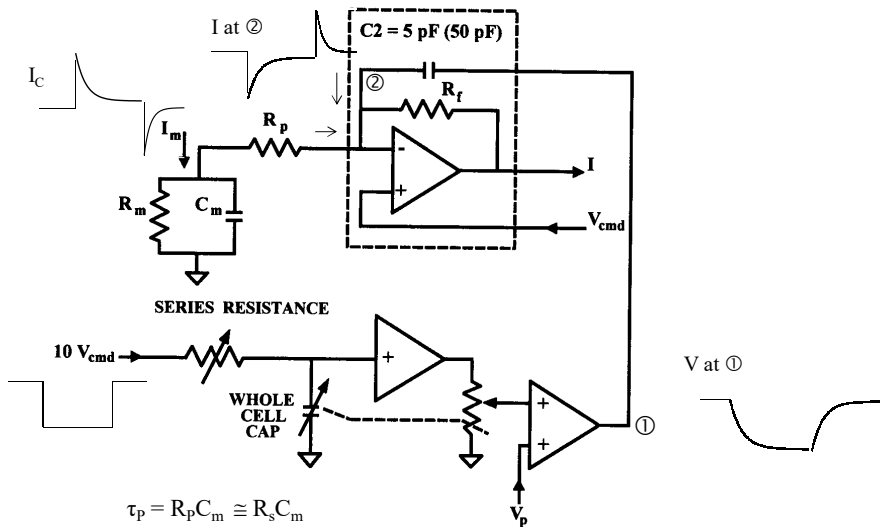 I at ②
C2 = 5 pF (50 pF)
I_C
②
R_f
R_p
I_m
-
+
I
R_m
C_m
V_cmd
SERIES RESISTANCE
10 V_cmd
+
V at ①
WHOLE
CELL
CAP
+
+
①
V_p
τ_P = R_PC_m ≅ R_sC_m